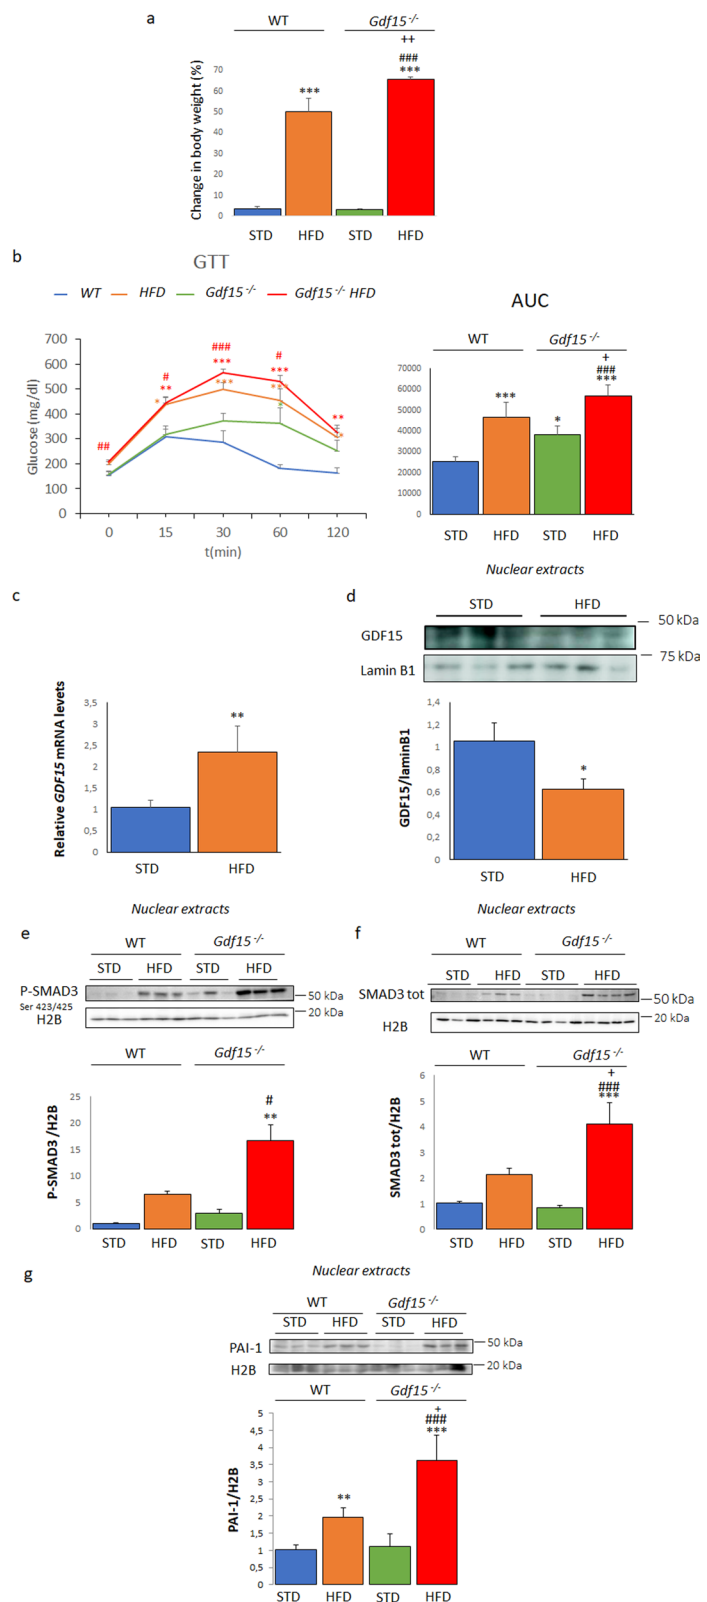 a
WT Gdf15 -/-
++
###
*** ***
Change in body weight (%)
70
60
50
40
30
20
10
0
STD HFD STD HFD
b
GTT
WT HFD Gdf15 -/- Gdf15 -/- HFD
Glucose (mg/dl)
700
600
500
400
300
200
100
0
##
#
**
*
###
***
***
#
***
***
*
**
*
0 15 30 60 120
t(min)
AUC
WT Gdf15 -/-
+
###
*** * ***
70000
60000
50000
40000
30000
20000
10000
0
STD HFD STD HFD
c
Relative GDF15 mRNA levels
3,5
3
2,5
2
1,5
1
0,5
0
**
STD HFD
Nuclear extracts
d
STD HFD
50 kDa
GDF15
75 kDa
Lamin B1
GDF15/laminB1
1,4
1,2
1
0,8
0,6
0,4
0,2
0
*
STD HFD
Nuclear extracts
e
WT Gdf15 -/-
STD HFD STD HFD
P-SMAD3
Ser 423/425
50 kDa
H2B
20 kDa
WT Gdf15 -/-
P-SMAD3 /H2B
25
20
15
10
5
0
#
**
STD HFD STD HFD
Nuclear extracts
f
WT Gdf15 -/-
STD HFD STD HFD
SMAD3 tot
50 kDa
H2B
20 kDa
WT Gdf15 -/-
SMAD3 tot/H2B
6
5
4
3
2
1
0
+
###
***
STD HFD STD HFD
g
Nuclear extracts
WT Gdf15 -/-
STD HFD STD HFD
PAI-1
50 kDa
H2B
20 kDa
WT Gdf15 -/-
PAI-1/H2B
5
4,5
4
3,5
3
2,5
2
1,5
1
0,5
0
**
+
###
***
STD HFD STD HFD